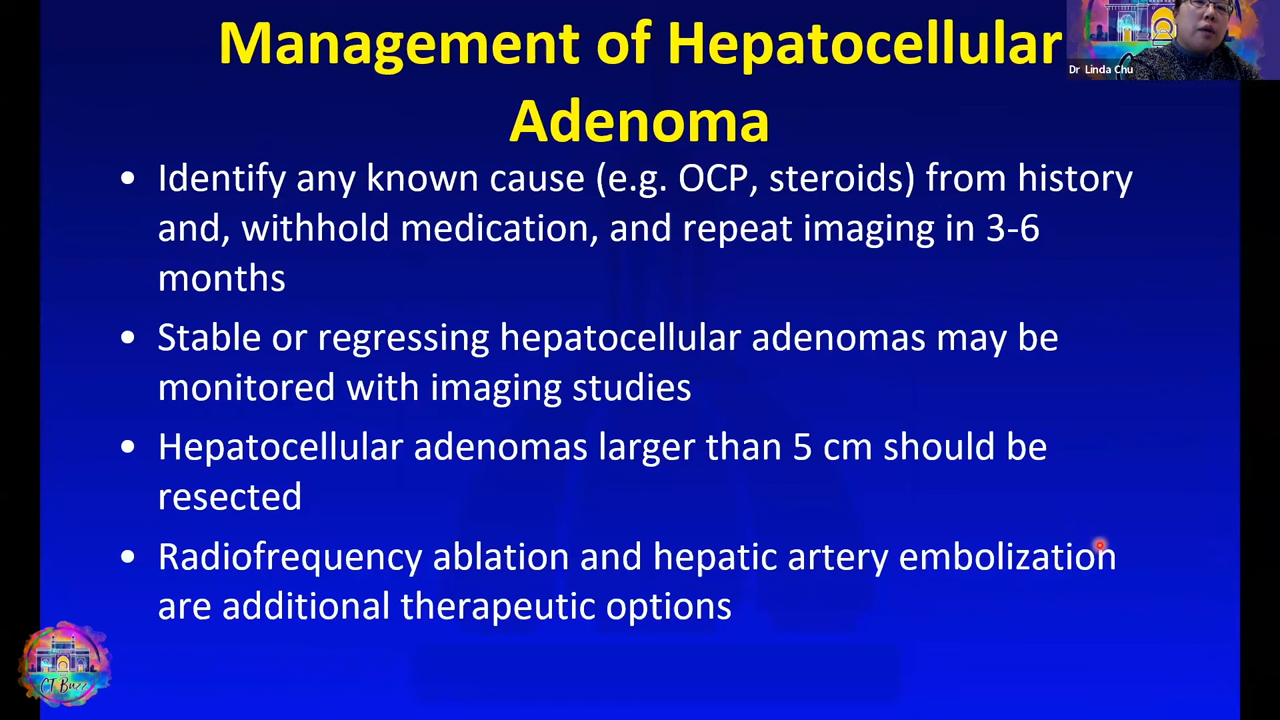 Management of Hepatocellular
Adenoma
Dr Linda Chu
• Identify any known cause (e.g. OCP, steroids) from history
and, withhold medication, and repeat imaging in 3-6
months
• Stable or regressing hepatocellular adenomas may be
monitored with imaging studies
• Hepatocellular adenomas larger than 5 cm should be
resected
• Radiofrequency ablation and hepatic artery embolization
are additional therapeutic options
CT Buzz